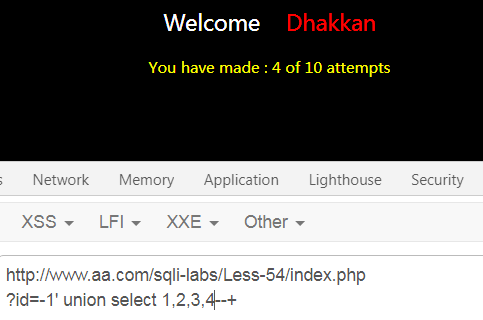 Welcome Dhakkan
You have made : 4 of 10 attempts
s Network Memory Application Lighthouse Security
XSS LFI XXE Other
http://www.aa.com/sqli-labs/Less-54/index.php
?id=-1' union select 1,2,3,4--+